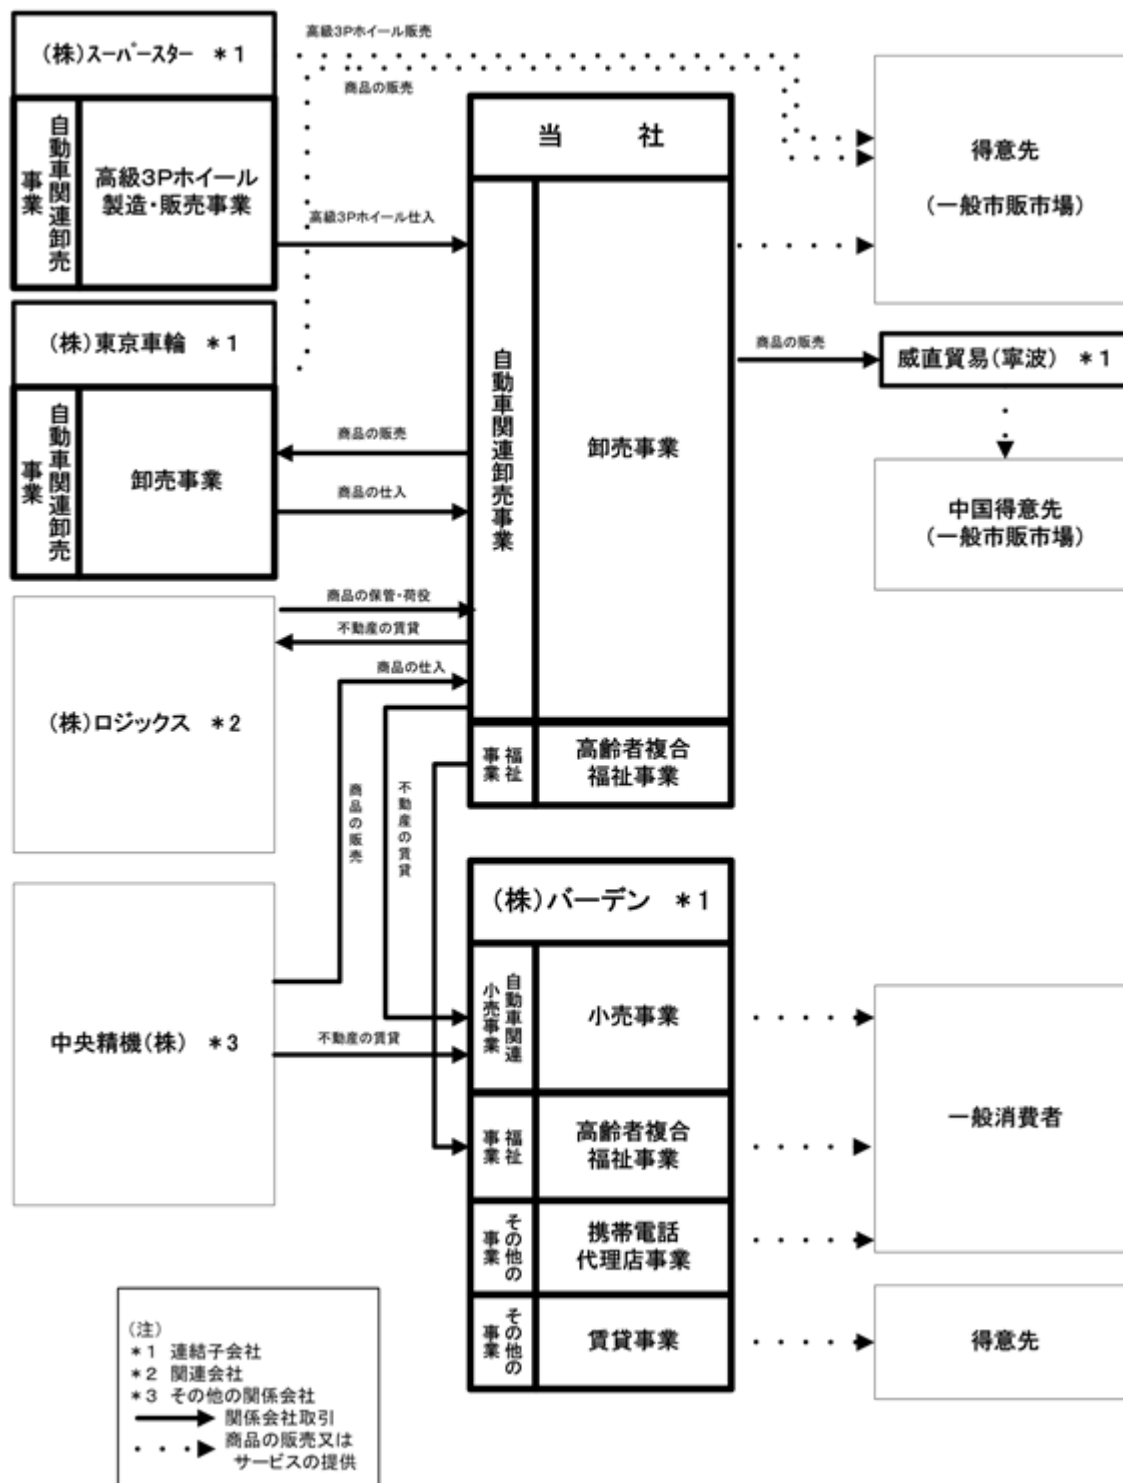 (株)スーパースター ＊1
自動車関連卸売
事業
高級3Pホイール
製造・販売事業
高級3Pホイール販売
商品の販売
高級3Pホイール仕入
(株)東京車輪 ＊1
自動車関連卸売
事業
卸売事業
商品の販売
商品の仕入
(株)ロジックス ＊2
商品の保管・荷役
不動産の賃貸
商品の仕入
商品の販売
不動産の賃貸
中央精機(株) ＊3
不動産の賃貸
当 社
自動車関連卸売事業
卸売事業
福祉
事業
高齢者複合
福祉事業
得意先
(一般市販市場)
商品の販売
威直貿易(寧波) ＊1
中国得意先
(一般市販市場)
(株)バーデン ＊1
自動車関連
小売事業
小売事業
福祉
事業
高齢者複合
福祉事業
その他の
事業
携帯電話
代理店事業
その他の
事業
賃貸事業
一般消費者
得意先
(注)
＊1 連結子会社
＊2 関連会社
＊3 その他の関係会社
関係会社取引
商品の販売又は
サービスの提供